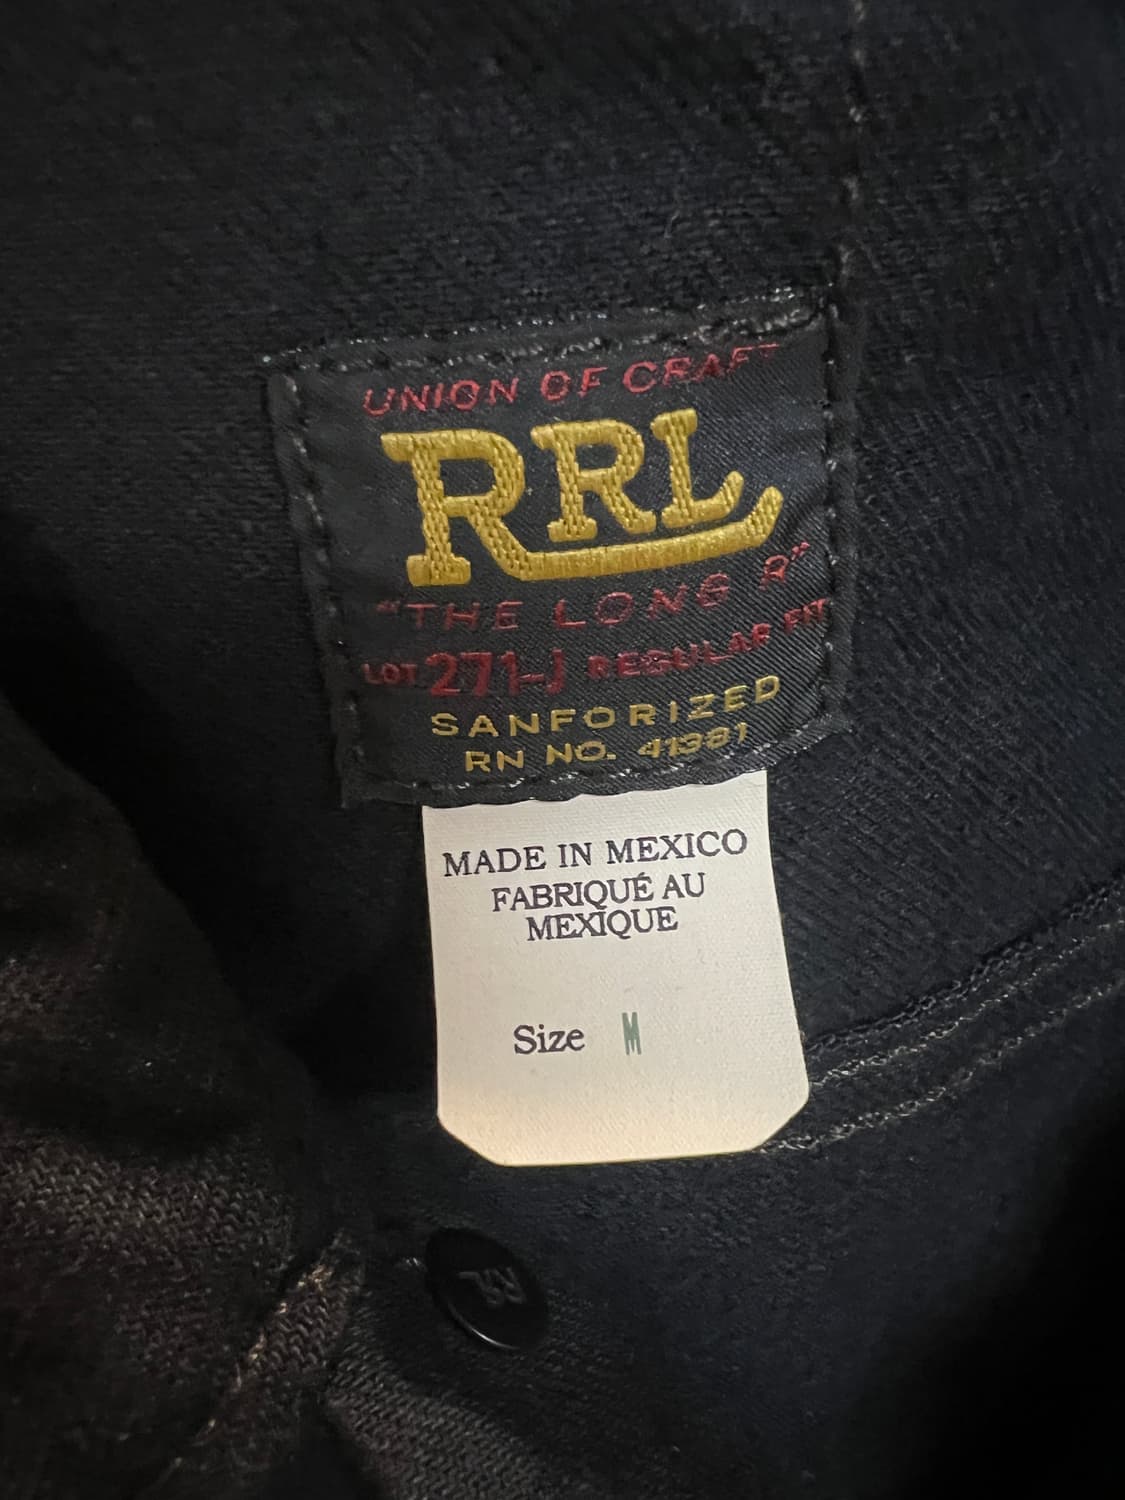 UNION OF CRAFT
RRL
"THE LONG R"
LOT 271-J REGULAR FIT
SANFORIZED
RN NO. 41381
MADE IN MEXICO
FABRIQUÉ AU
MEXIQUE
Size M
RRL